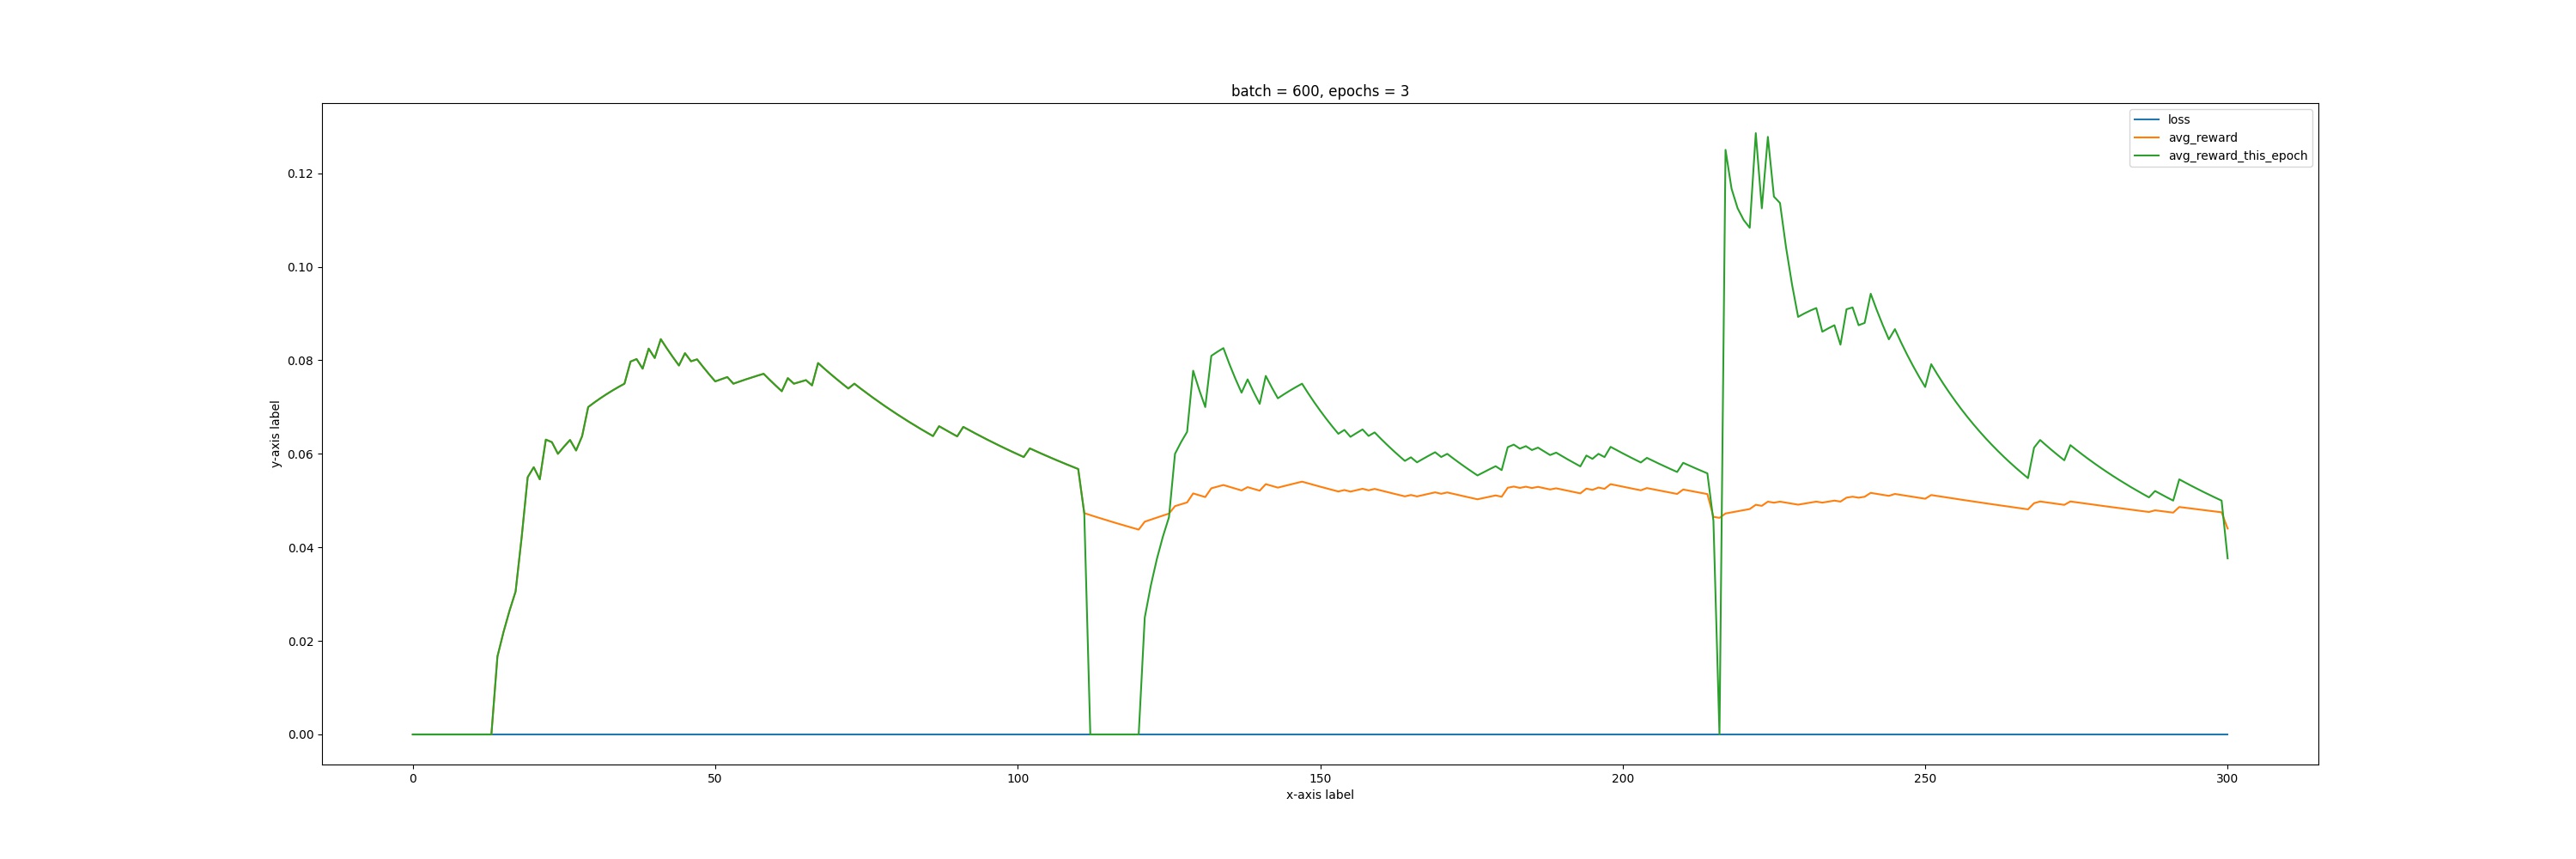 batch = 600, epochs = 3
loss
avg_reward
avg_reward_this_epoch
y-axis label
0.12
0.10
0.08
0.06
0.04
0.02
0.00
0 50 100 150 200 250 300
x-axis label